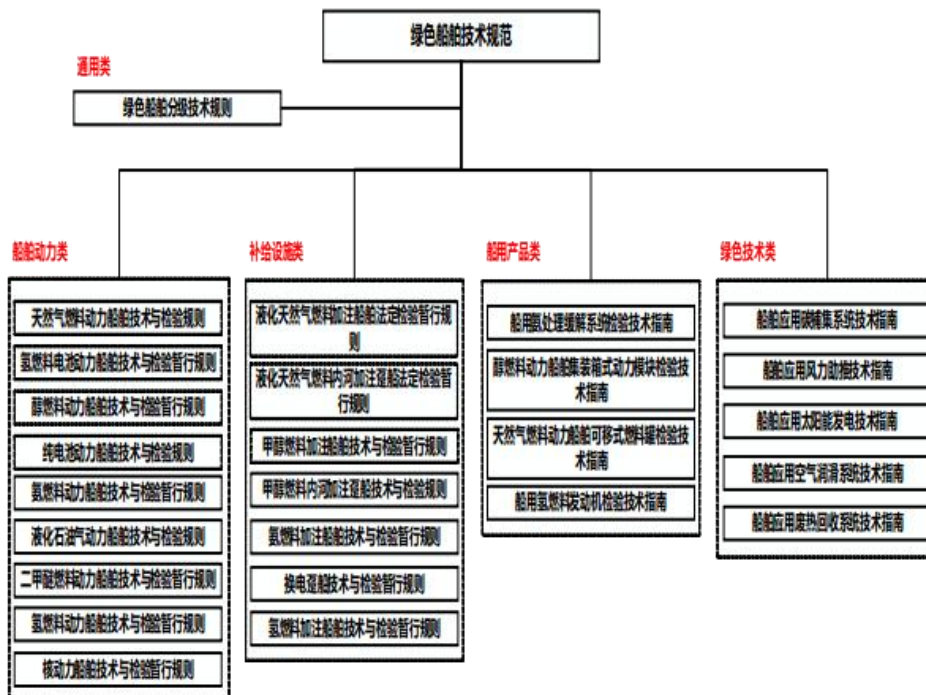 绿色船舶技术规范
通用类
绿色船舶分级技术规则
船舶动力类
天然气燃料动力船舶技术与检验规则
氢燃料电池动力船舶技术与检验暂行规则
醇燃料动力船舶技术与检验暂行规则
纯电池动力船舶技术与检验暂行规则
氨燃料动力船舶技术与检验暂行规则
液化石油气动力船舶技术与检验规则
二甲醚燃料动力船舶技术与检验暂行规则
氢燃料动力船舶技术与检验暂行规则
核动力船舶技术与检验暂行规则
补给设施类
液化天然气燃料加注船舶法定检验暂行规
则
液化天然气燃料内河加注趸船法定检验暂
行规则
甲醇燃料加注船舶技术与检验暂行规则
甲醇燃料内河加注趸船技术与检验规则
氨燃料加注船舶技术与检验暂行规则
换电趸船技术与检验暂行规则
氢燃料加注船舶技术与检验暂行规则
船用产品类
船用氨处理缓解系统检验技术指南
醇燃料动力船舶集装箱式动力模块检验技
术指南
天然气燃料动力船舶可移式燃料罐检验技
术指南
船用氢燃料发动机检验技术指南
绿色技术类
船舶应用碳捕集系统技术指南
船舶应用风力助推技术指南
船舶应用太阳能发电技术指南
船舶应用空气润滑系统技术指南
船舶应用废热回收系统技术指南